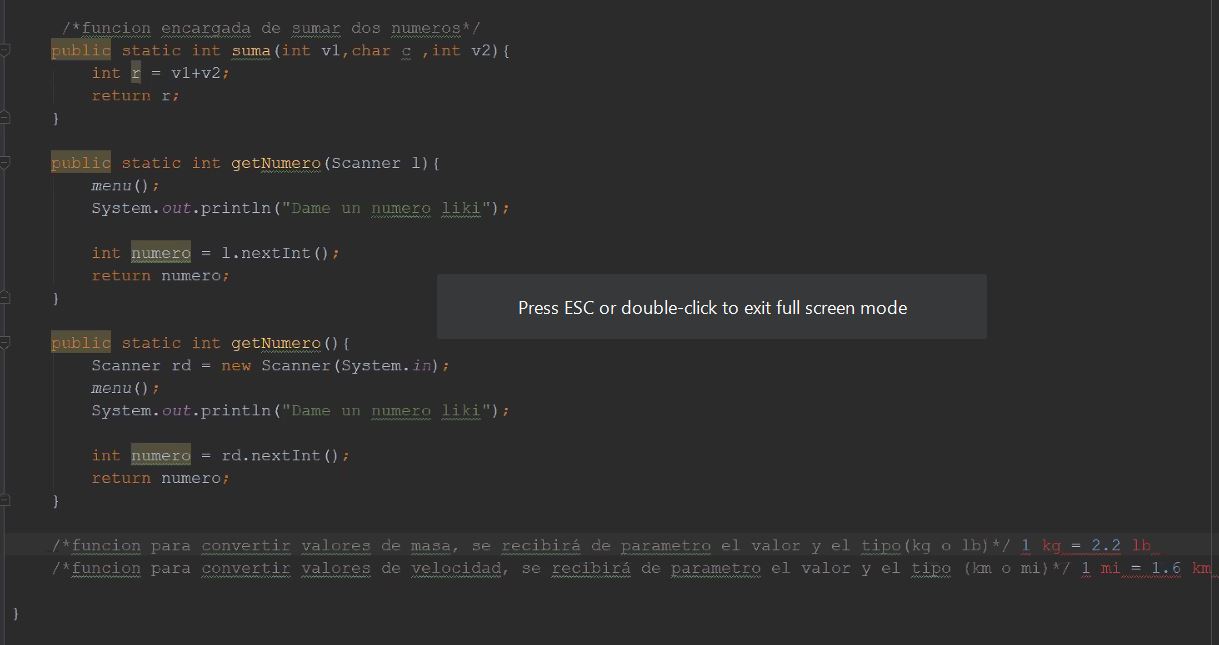 /*funcion encargada de sumar dos numeros*/
public static int suma(int v1,char c ,int v2){
int r = v1+v2;
return r;
}
public static int getNumero(Scanner l){
menu();
System.out.println("Dame un numero liki");
int numero = l.nextInt();
return numero;
}
Press ESC or double-click to exit full screen mode
public static int getNumero(){
Scanner rd = new Scanner(System.in);
menu();
System.out.println("Dame un numero liki");
int numero = rd.nextInt();
return numero;
}
/*funcion para convertir valores de masa, se recibirá de parametro el valor y el tipo(kg o lb)*/ 1 kg = 2.2 lb
/*funcion para convertir valores de velocidad, se recibirá de parametro el valor y el tipo (km o mi)*/ 1 mi = 1.6 km
}